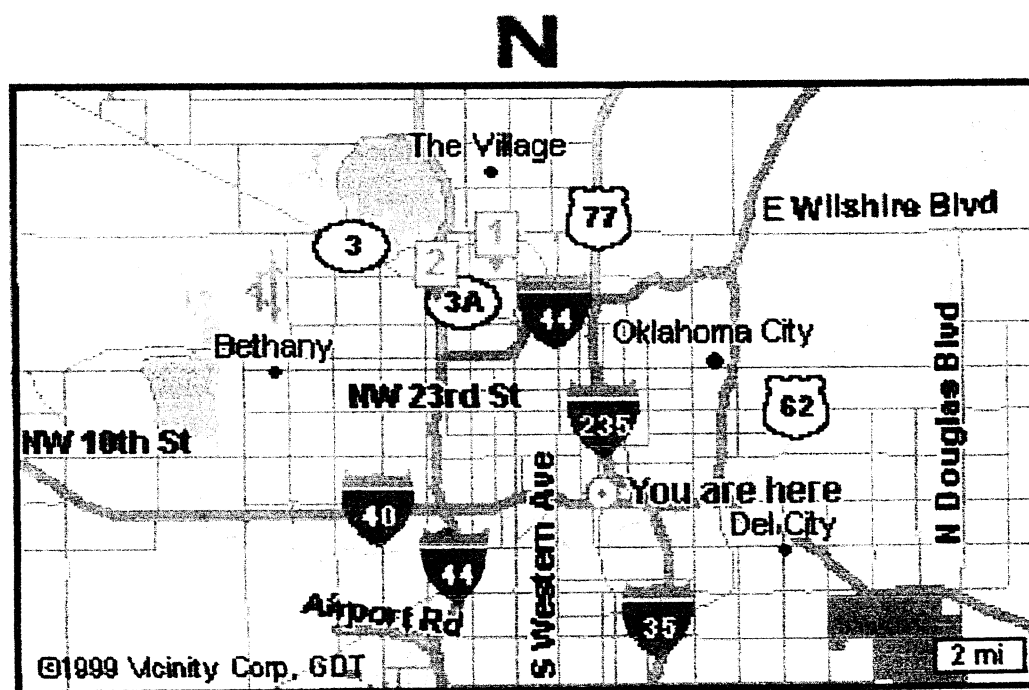 N
The Village
77
E Wilshire Blvd
1
3
2
3A
44
Oklahoma City
Bethany
NW 23rd St
62
235
N Douglas Blvd
NW 10th St
You are here
40
Del City
44
S Western Ave
Airport Rd
35
©1999 Vicinity Corp, GDT
2 mi